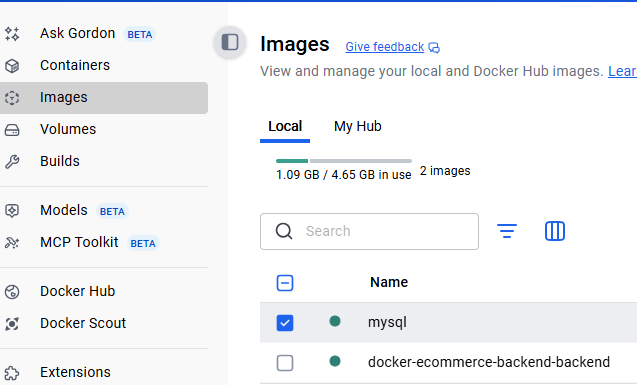 Ask Gordon BETA
Containers
Images
Volumes
Builds
Models BETA
MCP Toolkit BETA
Docker Hub
Docker Scout
Extensions
Images Give feedback
View and manage your local and Docker Hub images. Lear
Local My Hub
1.09 GB / 4.65 GB in use 2 images
Search
Name
mysql
docker-ecommerce-backend-backend